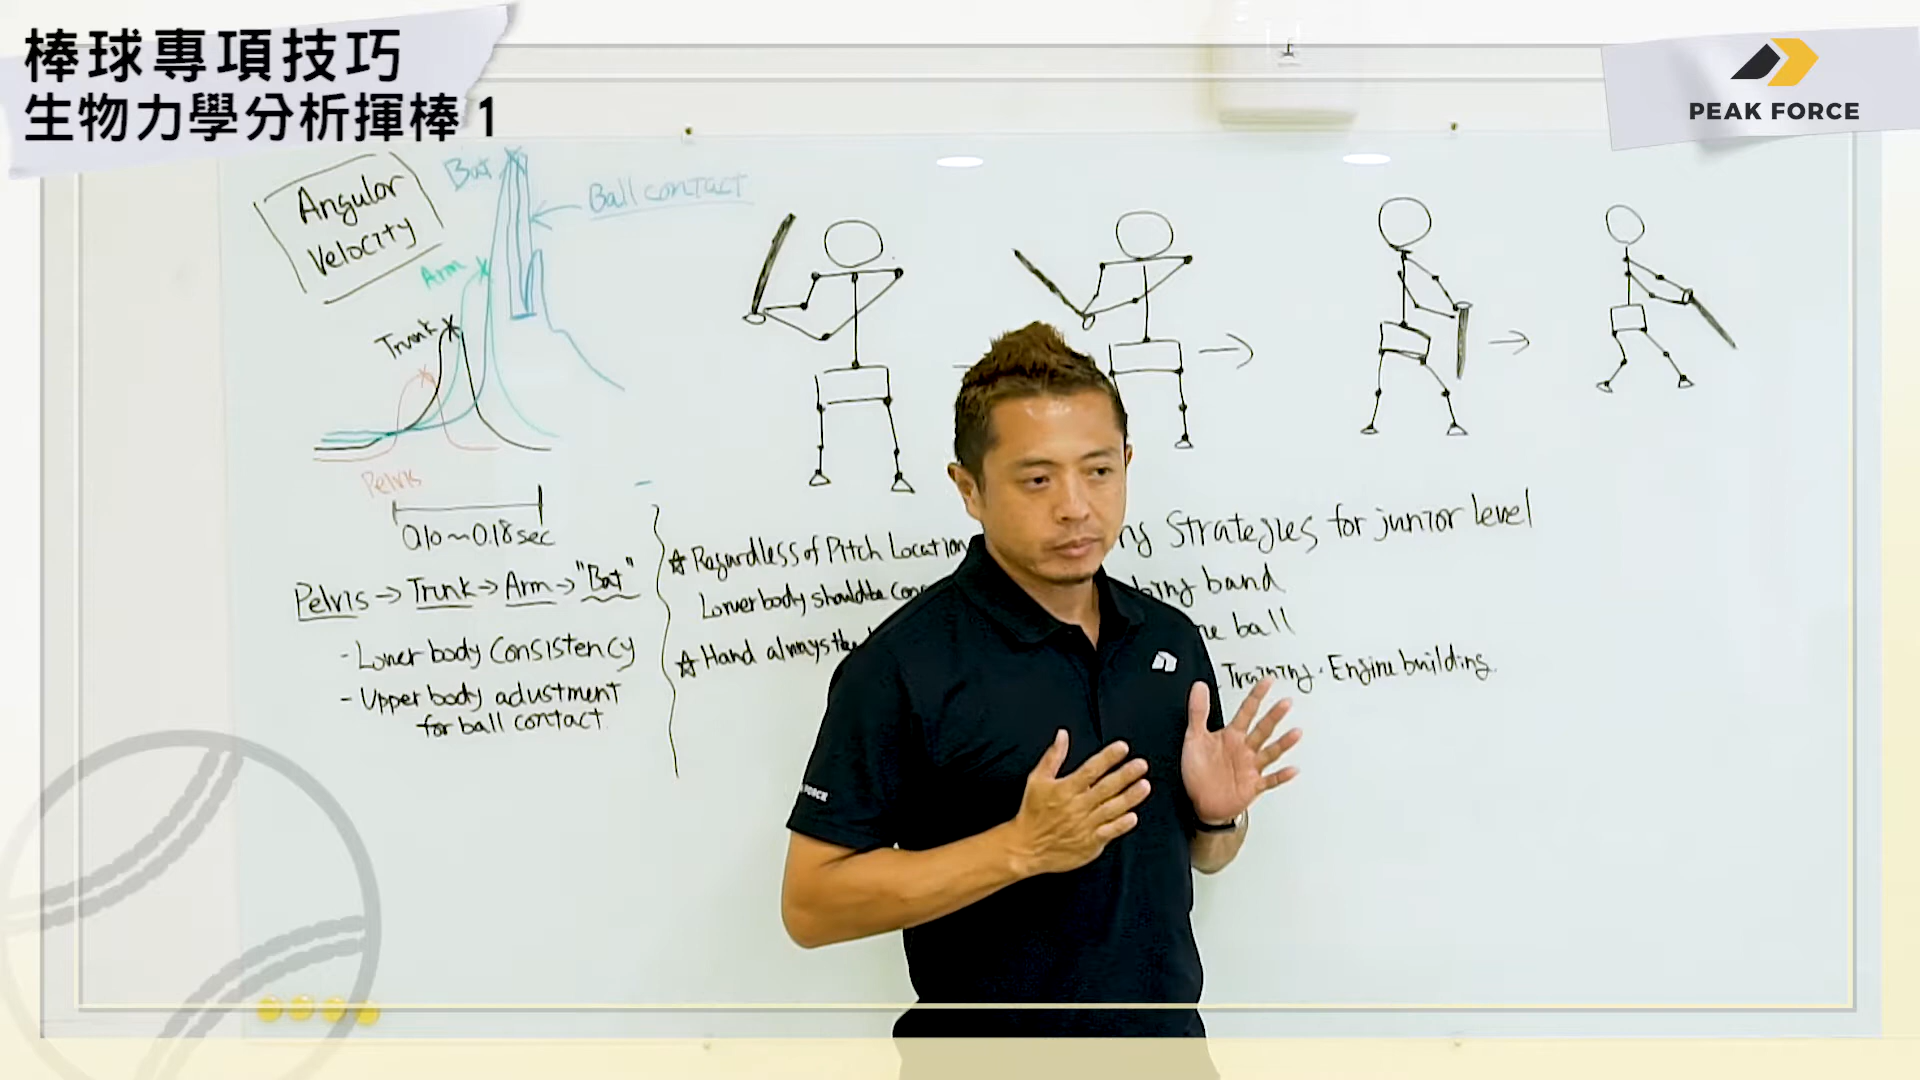 棒球專項技巧
生物力學分析揮棒 1
PEAK FORCE
Angular
Velocity
Bat
Ball contact
Arm
Trunk
Pelvis
0.10~0.18sec
Pelvis → Trunk → Arm → "Bat"
- Lower body Consistency
- Upper body adustment
for ball contact
☆ Regardless of Pitch Location
Lower body should be
☆ Hand always
Strategies for junior level
band
ball
Training · Engine building